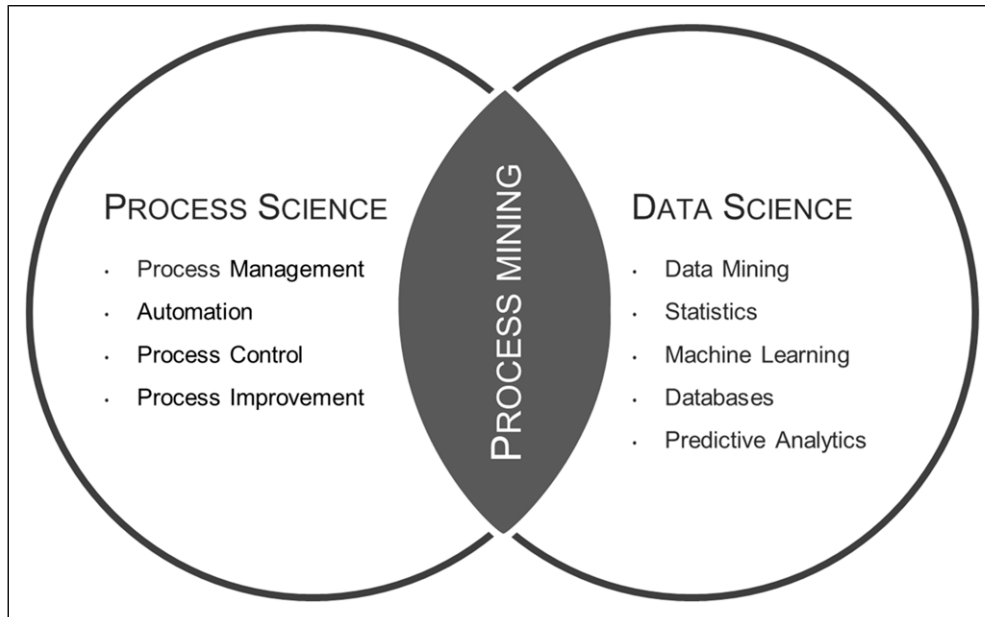 PROCESS SCIENCE
· Process Management
· Automation
· Process Control
· Process Improvement
PROCESS MINING
DATA SCIENCE
· Data Mining
· Statistics
· Machine Learning
· Databases
· Predictive Analytics